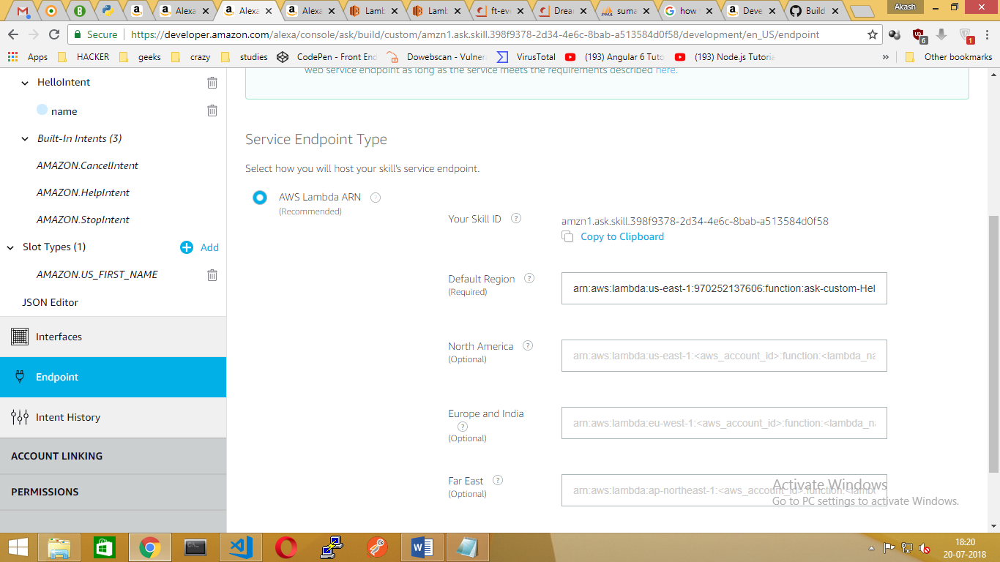 Akash
Alexa
Alexa
Alexa
Lamb
Lamb
ft-eve
Drea
suma
how
Deve
Build
Secure
https://developer.amazon.com/alexa/console/ask/build/custom/amzn1.ask.skill.398f9378-2d34-4e6c-8bab-a513584d0f58/development/en_US/endpoint
6
1
Apps
HACKER
geeks
crazy
studies
CodePen - Front End
Dowebscan - Vulner
VirusTotal
(193) Angular 6 Tuto
(193) Node.js Tutoria
»
Other bookmarks
web service endpoint as long as the service meets the requirements described here.
HelloIntent
name
Built-In Intents (3)
AMAZON.CancelIntent
AMAZON.HelpIntent
AMAZON.StopIntent
Slot Types (1)
Add
AMAZON.US_FIRST_NAME
JSON Editor
Interfaces
Endpoint
Intent History
ACCOUNT LINKING
PERMISSIONS
Service Endpoint Type
Select how you will host your skill's service endpoint.
AWS Lambda ARN ?
(Recommended)
Your Skill ID ?
amzn1.ask.skill.398f9378-2d34-4e6c-8bab-a513584d0f58
Copy to Clipboard
Default Region ?
(Required)
arn:aws:lambda:us-east-1:970252137606:function:ask-custom-Hel
North America ?
(Optional)
arn:aws:lambda:us-east-1:<aws_account_id>:function:<lambda_na
Europe and India
?
(Optional)
arn:aws:lambda:eu-west-1:<aws_account_id>:function:<lambda_na
Far East ?
(Optional)
arn:aws:lambda:ap-northeast-1:<aws_account_id>:function:<lambd
Activate Windows
Go to PC settings to activate Windows.
18:20
20-07-2018